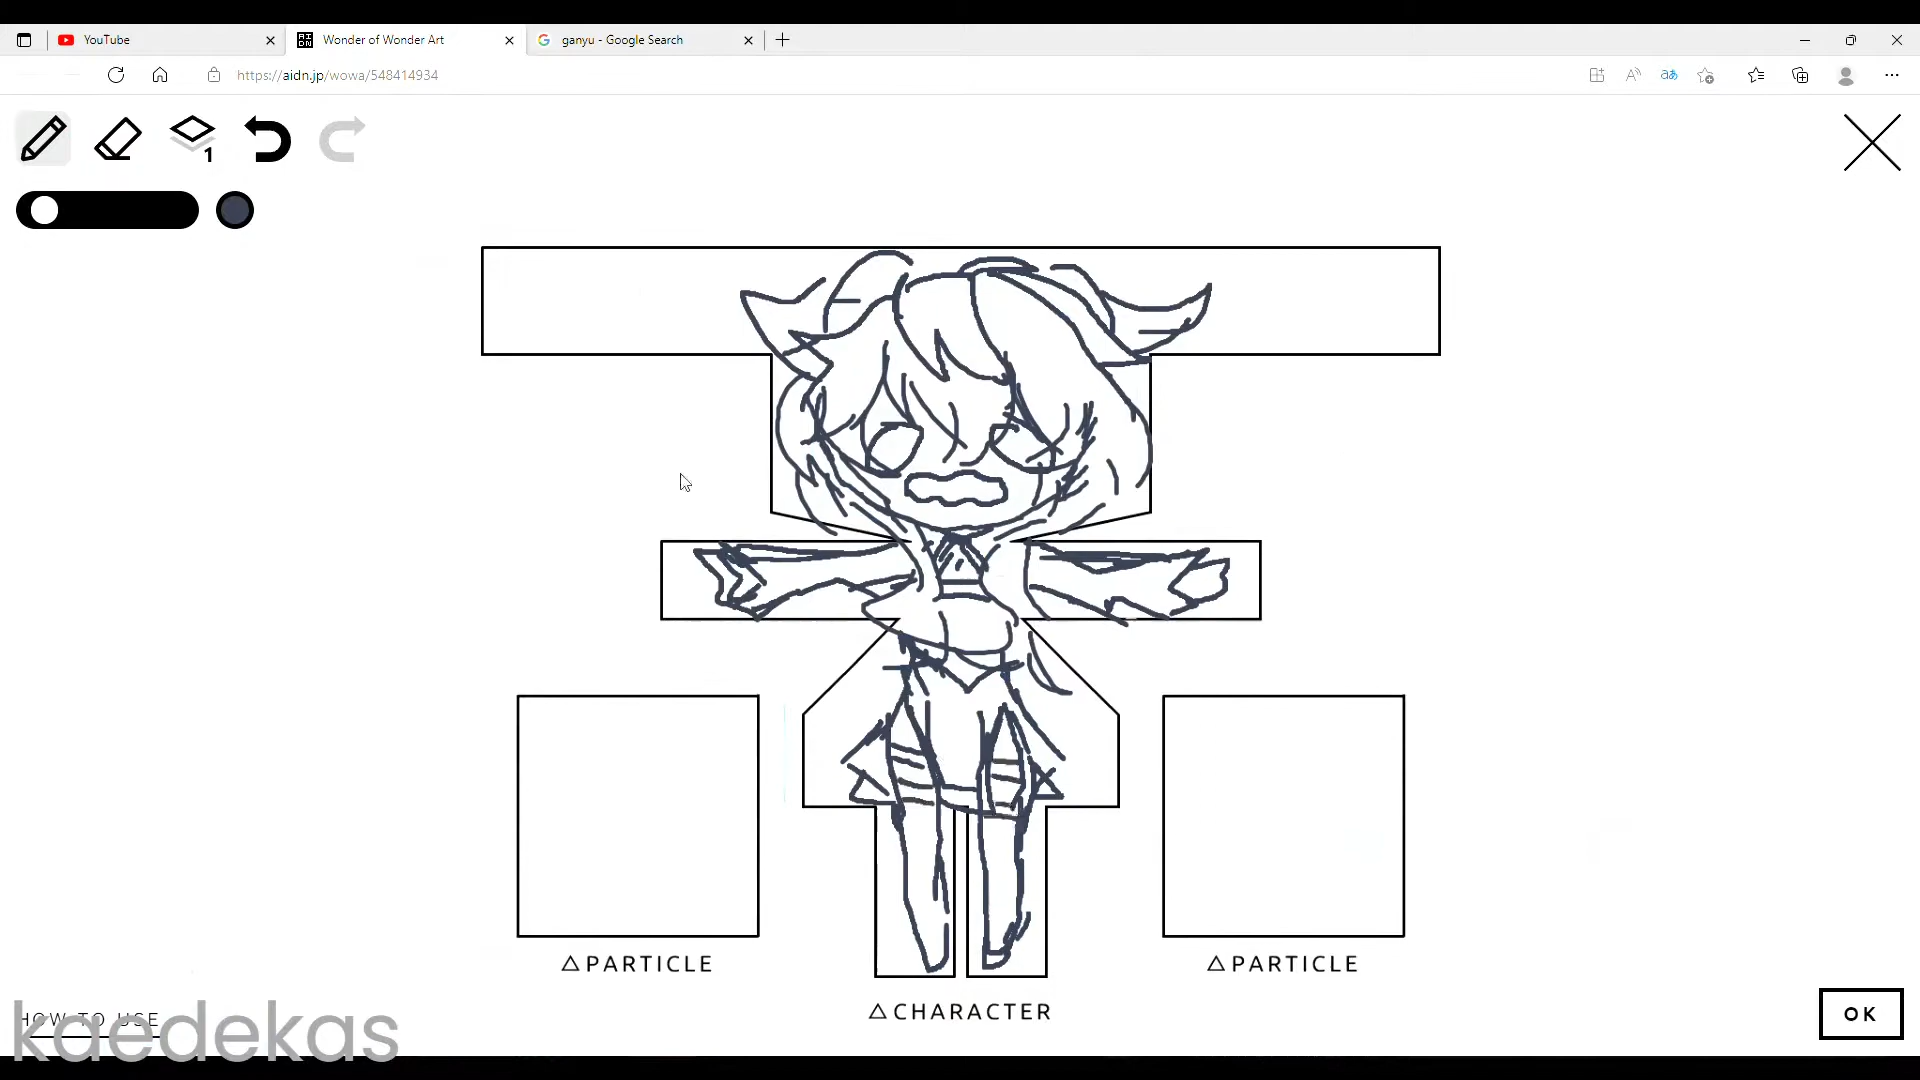 YouTube
Wonder of Wonder Art
ganyu - Google Search
https://aidn.jp/wowa/548414934
1
△PARTICLE
△PARTICLE
△CHARACTER
HOW TO USE
kaedekas
OK